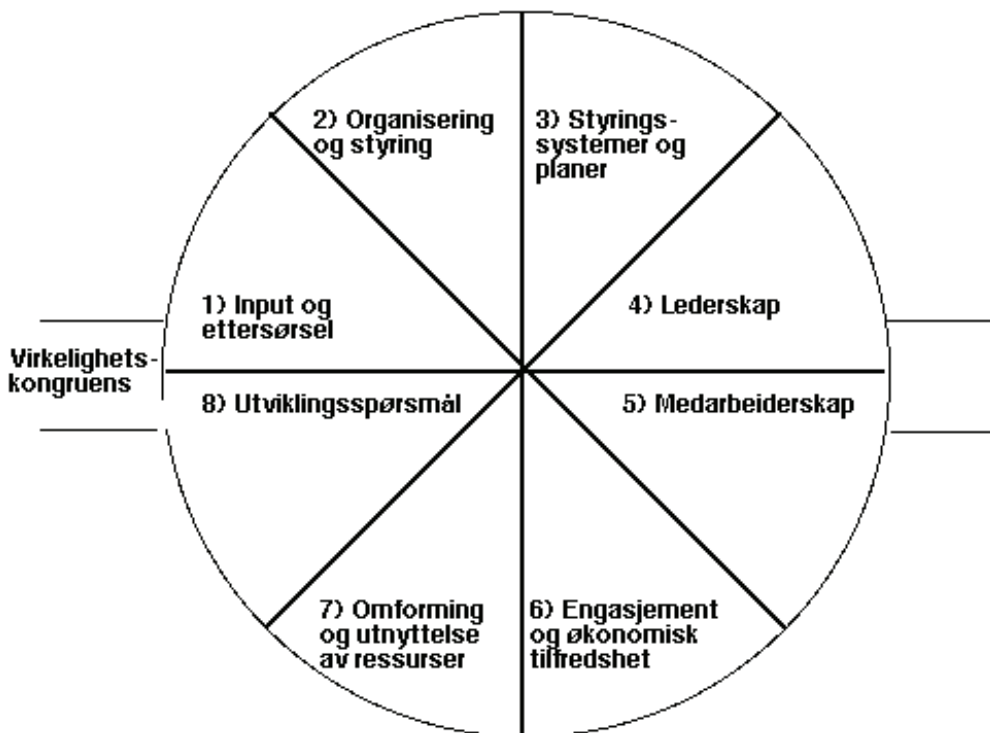 2) Organisering
og styring
3) Styrings-
systemer og
planer
1) Input og
ettersørsel
4) Lederskap
Virkelighets-
kongruens
8) Utviklingsspørsmål
5) Medarbeiderskap
7) Omforming
og utnyttelse
av ressurser
6) Engasjement
og økonomisk
tilfredshet